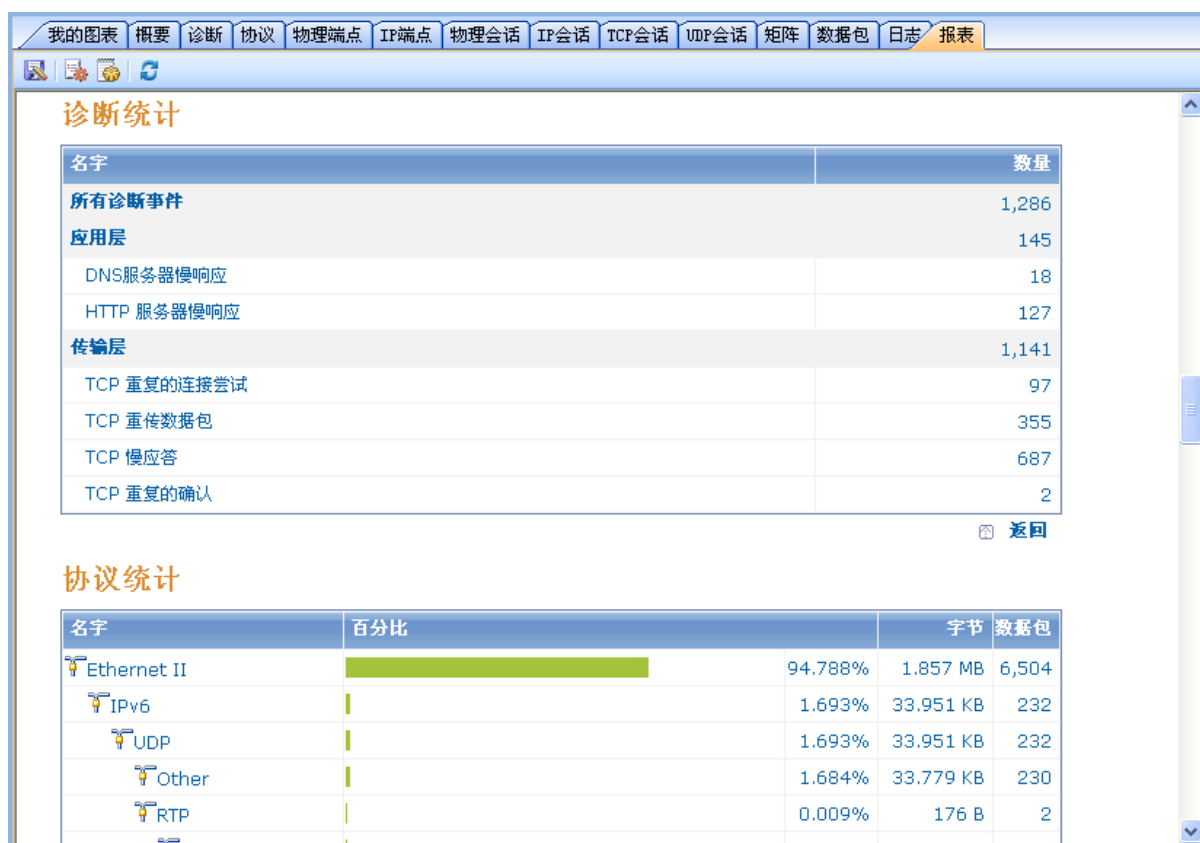 我的图表 概要 诊断 协议 物理端点 IP端点 物理会话 IP会话 TCP会话 UDP会话 矩阵 数据包 日志 报表
诊断统计
名字 数量
所有诊断事件 1,286
应用层 145
DNS服务器慢响应 18
HTTP 服务器慢响应 127
传输层 1,141
TCP 重复的连接尝试 97
TCP 重传数据包 355
TCP 慢应答 687
TCP 重复的确认 2
返回
协议统计
名字 百分比 字节 数据包
Ethernet II 94.788% 1.857 MB 6,504
IPv6 1.693% 33.951 KB 232
UDP 1.693% 33.951 KB 232
Other 1.684% 33.779 KB 230
RTP 0.009% 176 B 2